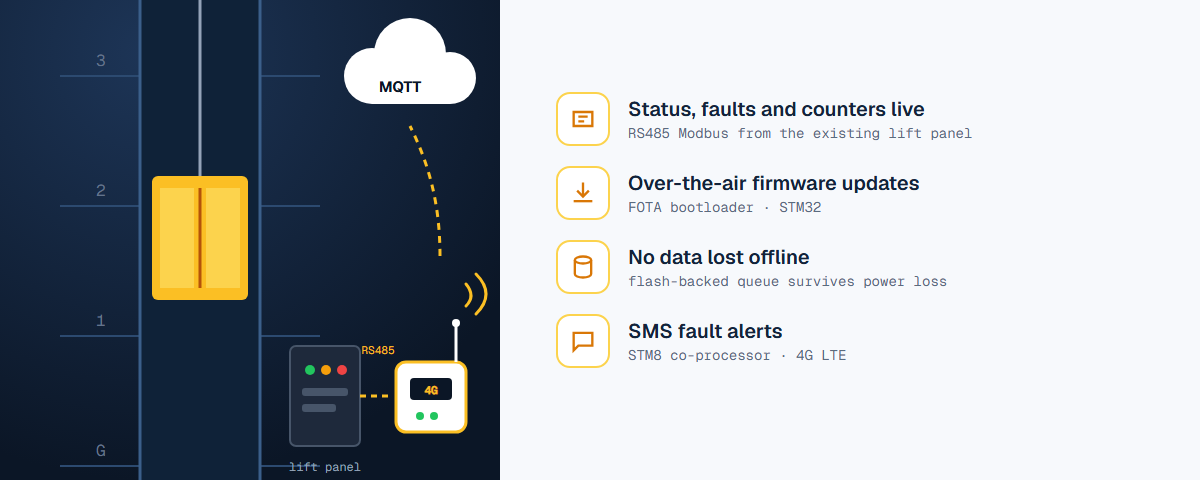 3
MQTT
2
1
RS485
4G
G
lift panel
Status, faults and counters live
RS485 Modbus from the existing lift panel
Over-the-air firmware updates
FOTA bootloader · STM32
No data lost offline
flash-backed queue survives power loss
SMS fault alerts
STM8 co-processor · 4G LTE